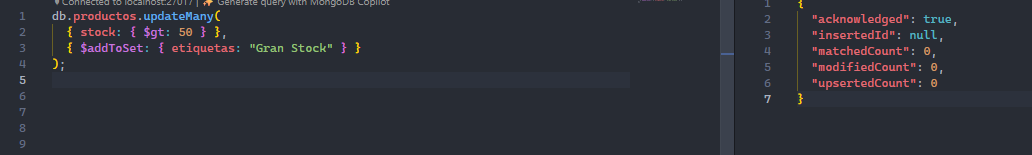 Connected to localhost:27017 | ✨ Generate query with MongoDB Copilot
1 db.productos.updateMany(
2 { stock: { $gt: 50 } },
3 { $addToSet: { etiquetas: "Gran Stock" } }
4 );
5
6
7
8
9
1 {
2 "acknowledged": true,
3 "insertedId": null,
4 "matchedCount": 0,
5 "modifiedCount": 0,
6 "upsertedCount": 0
7 }